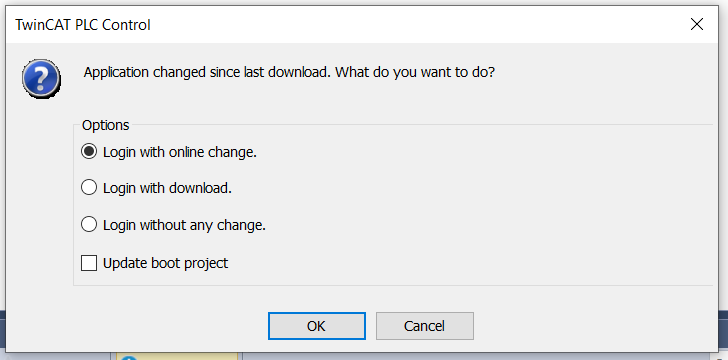 TwinCAT PLC Control
Application changed since last download. What do you want to do?
Options
Login with online change.
Login with download.
Login without any change.
Update boot project
OK
Cancel